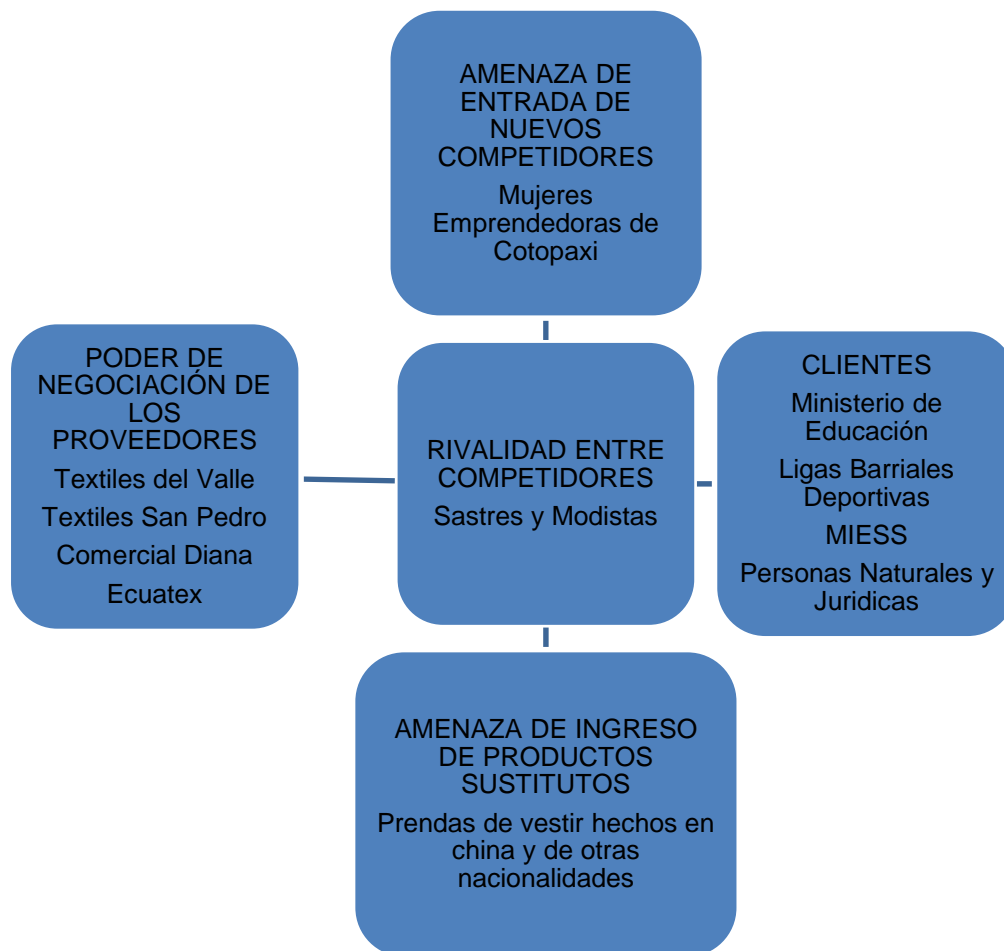 AMENAZA DE
ENTRADA DE
NUEVOS
COMPETIDORES
Mujeres
Emprendedoras de
Cotopaxi
PODER DE
NEGOCIACIÓN DE
LOS
PROVEEDORES
Textiles del Valle
Textiles San Pedro
Comercial Diana
Ecuatex
RIVALIDAD ENTRE
COMPETIDORES
Sastres y Modistas
CLIENTES
Ministerio de
Educación
Ligas Barriales
Deportivas
MIESS
Personas Naturales y
Juridicas
AMENAZA DE INGRESO
DE PRODUCTOS
SUSTITUTOS
Prendas de vestir hechos en
china y de otras
nacionalidades